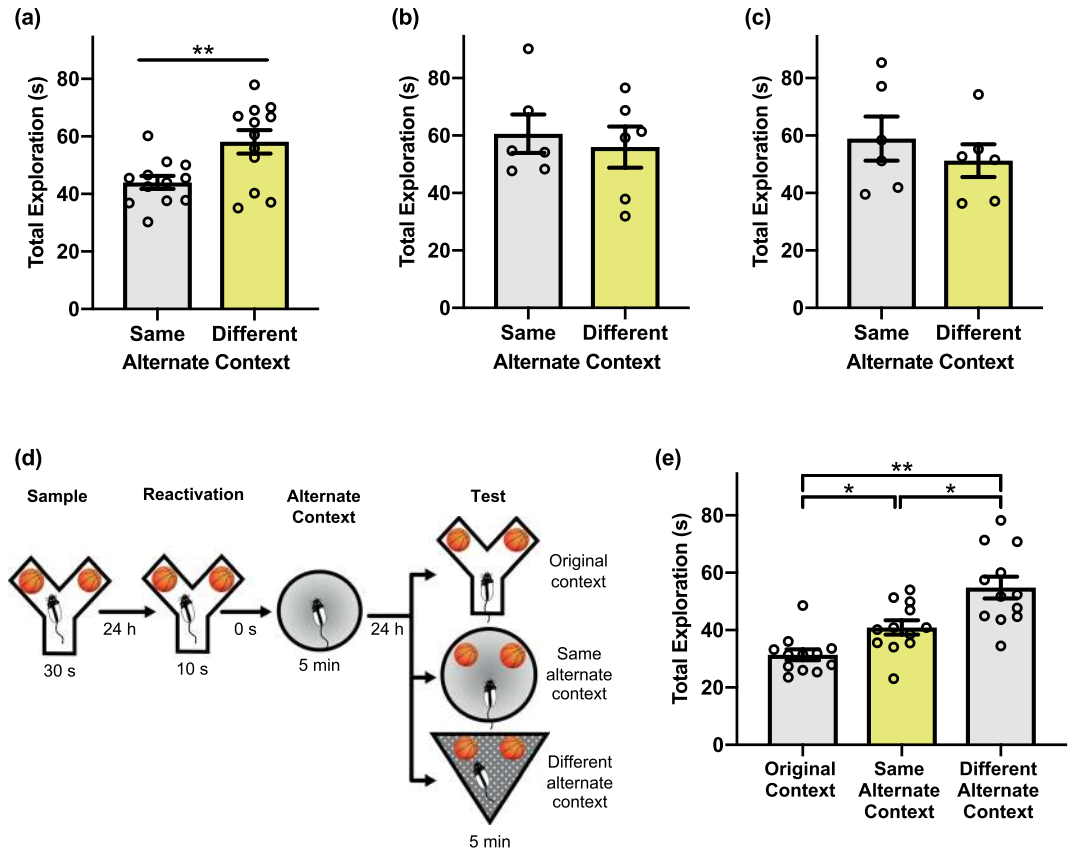 (a)
**
Total Exploration (s)
80
60
40
20
0
Same
Different
Alternate Context
(b)
Total Exploration (s)
80
60
40
20
0
Same
Different
Alternate Context
(c)
Total Exploration (s)
80
60
40
20
0
Same
Different
Alternate Context
(d)
Sample
Reactivation
Alternate
Context
Test
24 h
0 s
24 h
30 s
10 s
5 min
Original
context
Same
alternate
context
Different
alternate
context
5 min
(e)
**
*
*
Total Exploration (s)
80
60
40
20
0
Original
Context
Same
Alternate
Context
Different
Alternate
Context